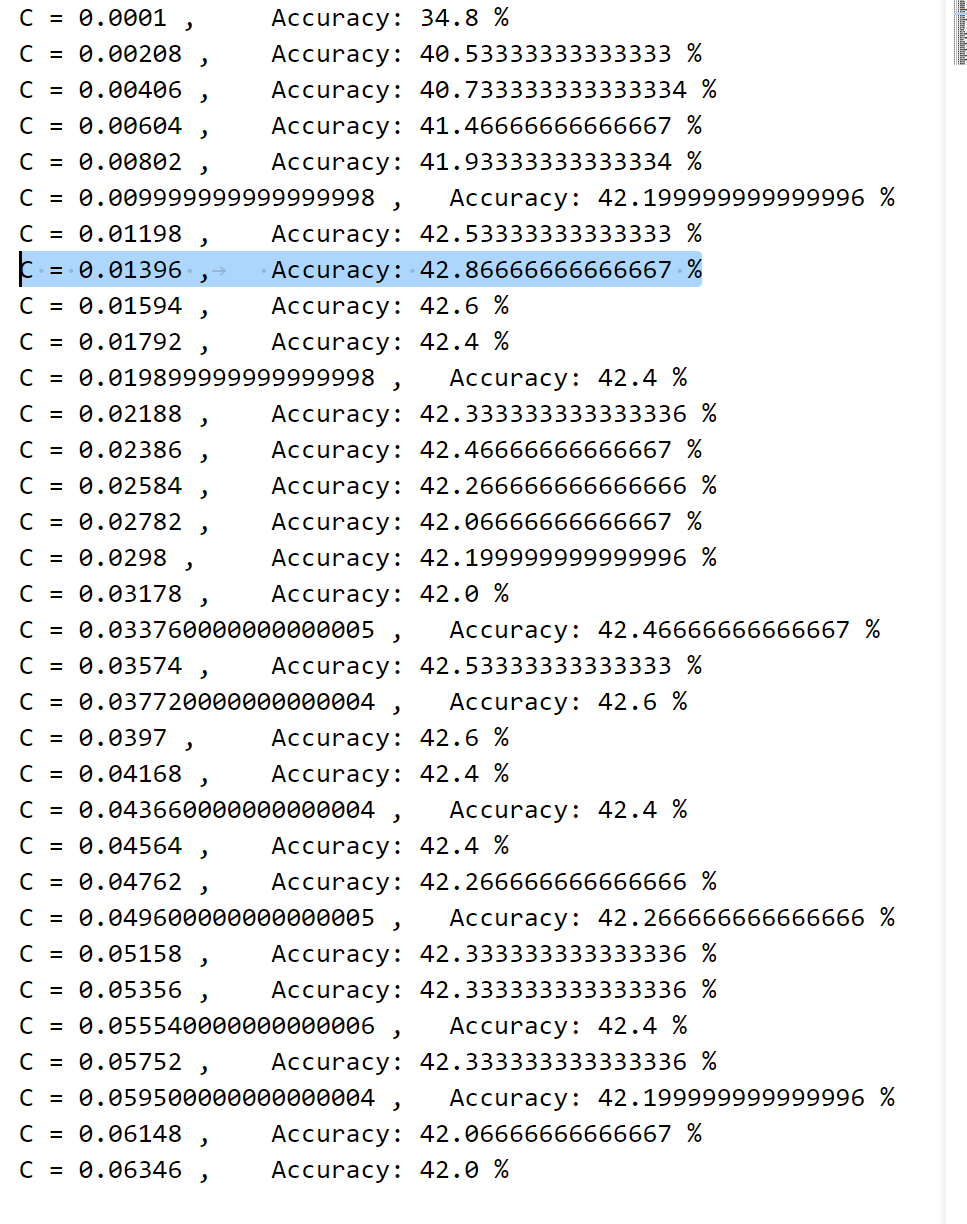 C = 0.0001 , Accuracy: 34.8 %
C = 0.00208 , Accuracy: 40.53333333333333 %
C = 0.00406 , Accuracy: 40.733333333333334 %
C = 0.00604 , Accuracy: 41.46666666666667 %
C = 0.00802 , Accuracy: 41.93333333333334 %
C = 0.009999999999999998 , Accuracy: 42.199999999999996 %
C = 0.01198 , Accuracy: 42.53333333333333 %
C = 0.01396 , Accuracy: 42.86666666666667 %
C = 0.01594 , Accuracy: 42.6 %
C = 0.01792 , Accuracy: 42.4 %
C = 0.019899999999999998 , Accuracy: 42.4 %
C = 0.02188 , Accuracy: 42.333333333333336 %
C = 0.02386 , Accuracy: 42.46666666666667 %
C = 0.02584 , Accuracy: 42.266666666666666 %
C = 0.02782 , Accuracy: 42.06666666666667 %
C = 0.0298 , Accuracy: 42.199999999999996 %
C = 0.03178 , Accuracy: 42.0 %
C = 0.033760000000000005 , Accuracy: 42.46666666666667 %
C = 0.03574 , Accuracy: 42.53333333333333 %
C = 0.037720000000000004 , Accuracy: 42.6 %
C = 0.0397 , Accuracy: 42.6 %
C = 0.04168 , Accuracy: 42.4 %
C = 0.043660000000000004 , Accuracy: 42.4 %
C = 0.04564 , Accuracy: 42.4 %
C = 0.04762 , Accuracy: 42.266666666666666 %
C = 0.049600000000000005 , Accuracy: 42.266666666666666 %
C = 0.05158 , Accuracy: 42.333333333333336 %
C = 0.05356 , Accuracy: 42.333333333333336 %
C = 0.055540000000000006 , Accuracy: 42.4 %
C = 0.05752 , Accuracy: 42.333333333333336 %
C = 0.059500000000000004 , Accuracy: 42.199999999999996 %
C = 0.06148 , Accuracy: 42.06666666666667 %
C = 0.06346 , Accuracy: 42.0 %